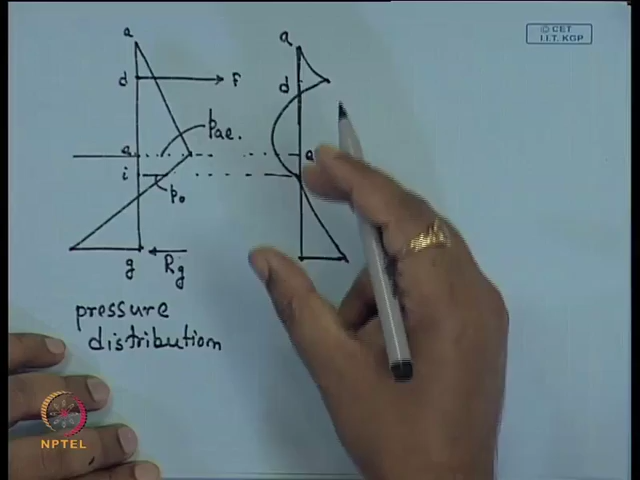 a
d
F
a
i
Pae.
Po
g
Rg
pressure
distribution
a
d
a
©CET
I.I.T. KGP
NPTEL